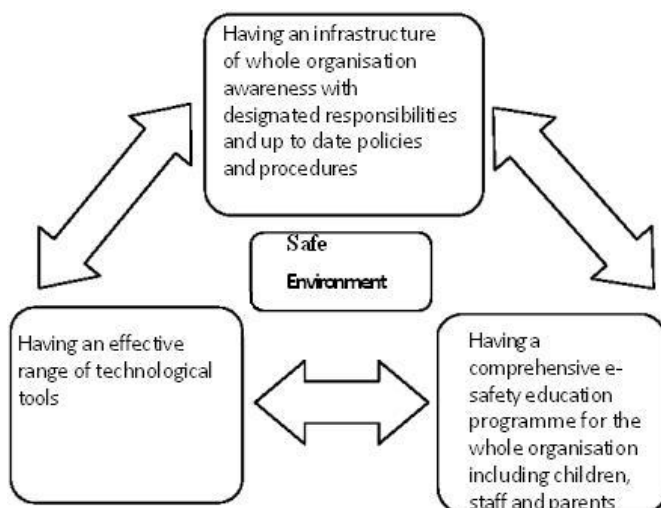 Having an infrastructure
of whole organisation
awareness with
designated responsibilities
and up to date policies
and procedures
Safe
Environment
Having an effective
range of technological
tools
Having a
comprehensive e-
safety education
programme for the
whole organisation
including children,
staff and parents